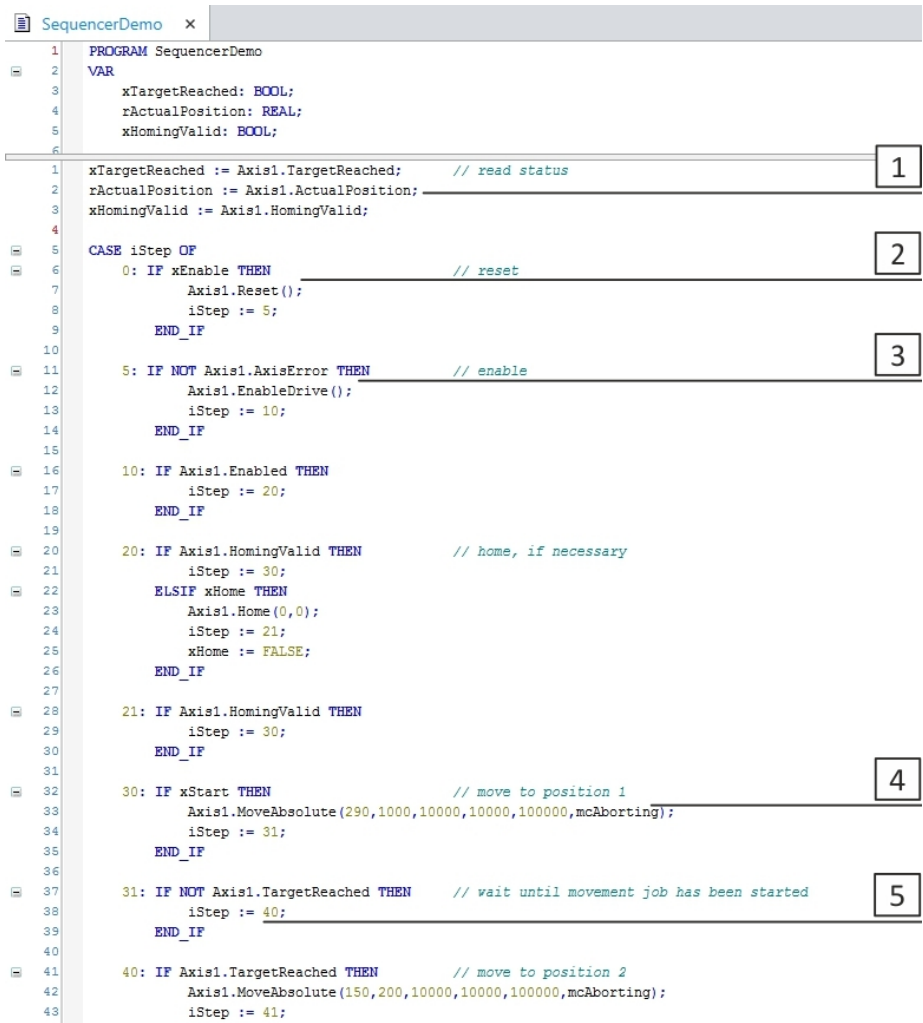 SequencerDemo ×
1 PROGRAM SequencerDemo
2 VAR
3 xTargetReached: BOOL;
4 rActualPosition: REAL;
5 xHomingValid: BOOL;
6
1 xTargetReached := Axis1.TargetReached; // read status 1
2 rActualPosition := Axis1.ActualPosition;
3 xHomingValid := Axis1.HomingValid;
4
5 CASE iStep OF 2
6 0: IF xEnable THEN // reset
7 Axis1.Reset();
8 iStep := 5;
9 END_IF
10 3
11 5: IF NOT Axis1.AxisError THEN // enable
12 Axis1.EnableDrive();
13 iStep := 10;
14 END_IF
15
16 10: IF Axis1.Enabled THEN
17 iStep := 20;
18 END_IF
19
20 20: IF Axis1.HomingValid THEN // home, if necessary
21 iStep := 30;
22 ELSIF xHome THEN
23 Axis1.Home(0,0);
24 iStep := 21;
25 xHome := FALSE;
26 END_IF
27
28 21: IF Axis1.HomingValid THEN
29 iStep := 30;
30 END_IF
31 4
32 30: IF xStart THEN // move to position 1
33 Axis1.MoveAbsolute(290,1000,10000,10000,100000,mcAborting);
34 iStep := 31;
35 END_IF
36
37 31: IF NOT Axis1.TargetReached THEN // wait until movement job has been started 5
38 iStep := 40;
39 END_IF
40
41 40: IF Axis1.TargetReached THEN // move to position 2
42 Axis1.MoveAbsolute(150,200,10000,10000,100000,mcAborting);
43 iStep := 41;